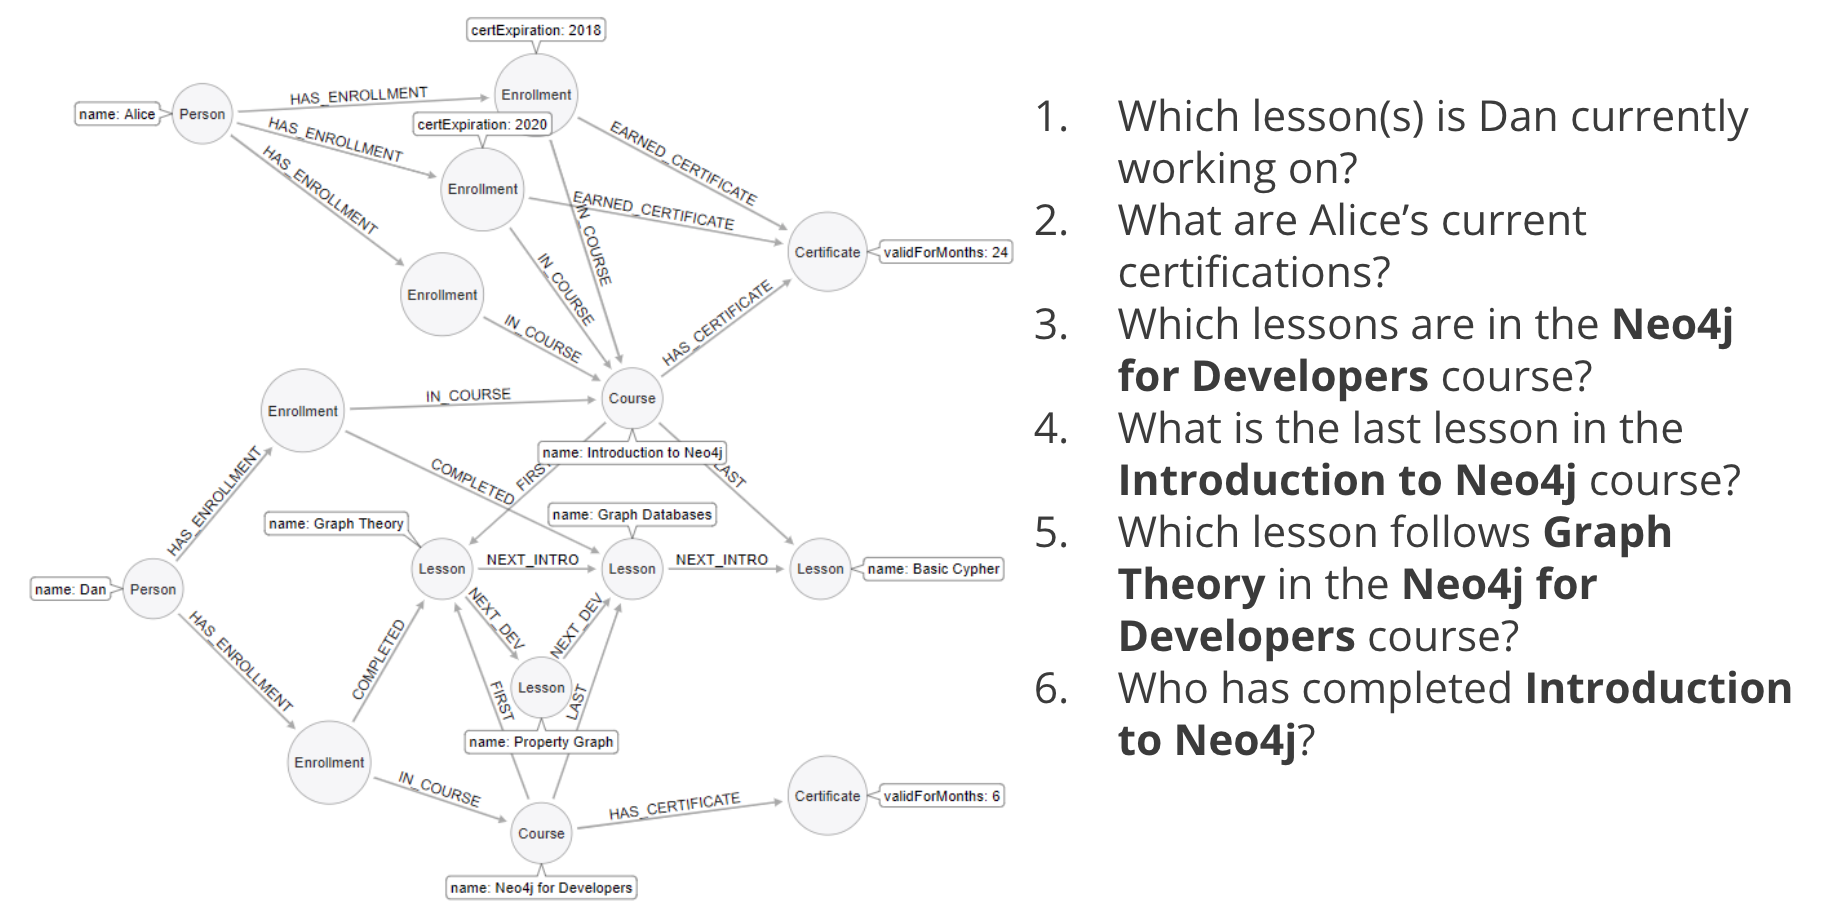 certExpiration: 2018
Enrollment
HAS_ENROLLMENT
name: Alice
Person
certExpiration: 2020
HAS_ENROLLMENT
EARNED_CERTIFICATE
HAS_ENROLLMENT
Enrollment
EARNED_CERTIFICATE
IN_COURSE
Certificate
validForMonths: 24
IN_COURSE
Enrollment
HAS_CERTIFICATE
IN_COURSE
IN_COURSE
Course
Enrollment
name: Introduction to Neo4j
FIRST
LAST
COMPLETED
HAS_ENROLLMENT
name: Graph Theory
name: Graph Databases
Lesson
NEXT_INTRO
Lesson
NEXT_INTRO
Lesson
name: Basic Cypher
name: Dan
Person
NEXT_DEV
NEXT_DEV
HAS_ENROLLMENT
COMPLETED
Lesson
FIRST
LAST
name: Property Graph
Enrollment
IN_COURSE
Certificate
validForMonths: 6
HAS_CERTIFICATE
Course
name: Neo4j for Developers
1. Which lesson(s) is Dan currently
working on?
2. What are Alice’s current
certifications?
3. Which lessons are in the Neo4j
for Developers course?
4. What is the last lesson in the
Introduction to Neo4j course?
5. Which lesson follows Graph
Theory in the Neo4j for
Developers course?
6. Who has completed Introduction
to Neo4j?